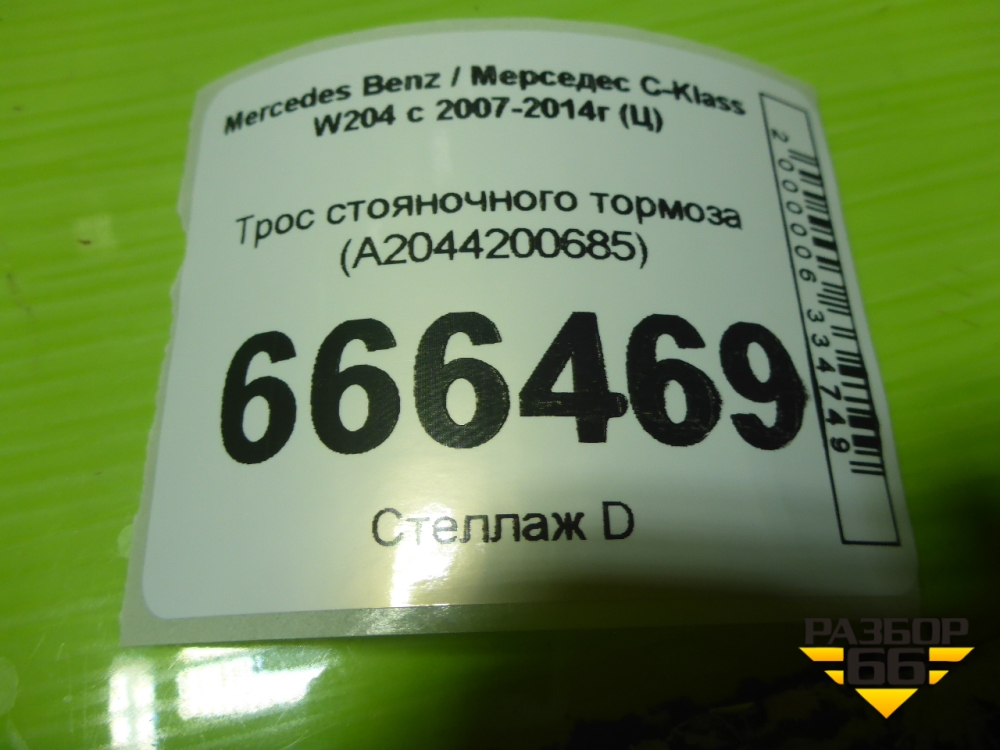 Mercedes Benz / Мерседес C-Klass
W204 с 2007-2014г (Ц)
Трос стояночного тормоза
(A2044200685)
666469
Стеллаж D
2000006334749
РАЗБОР
66